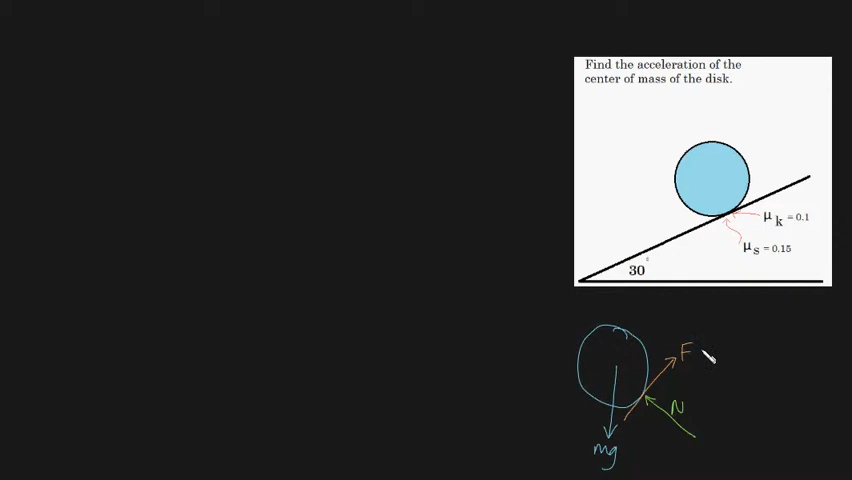 Find the acceleration of the
center of mass of the disk.
μk = 0.1
μs = 0.15
30°
F
N
mg